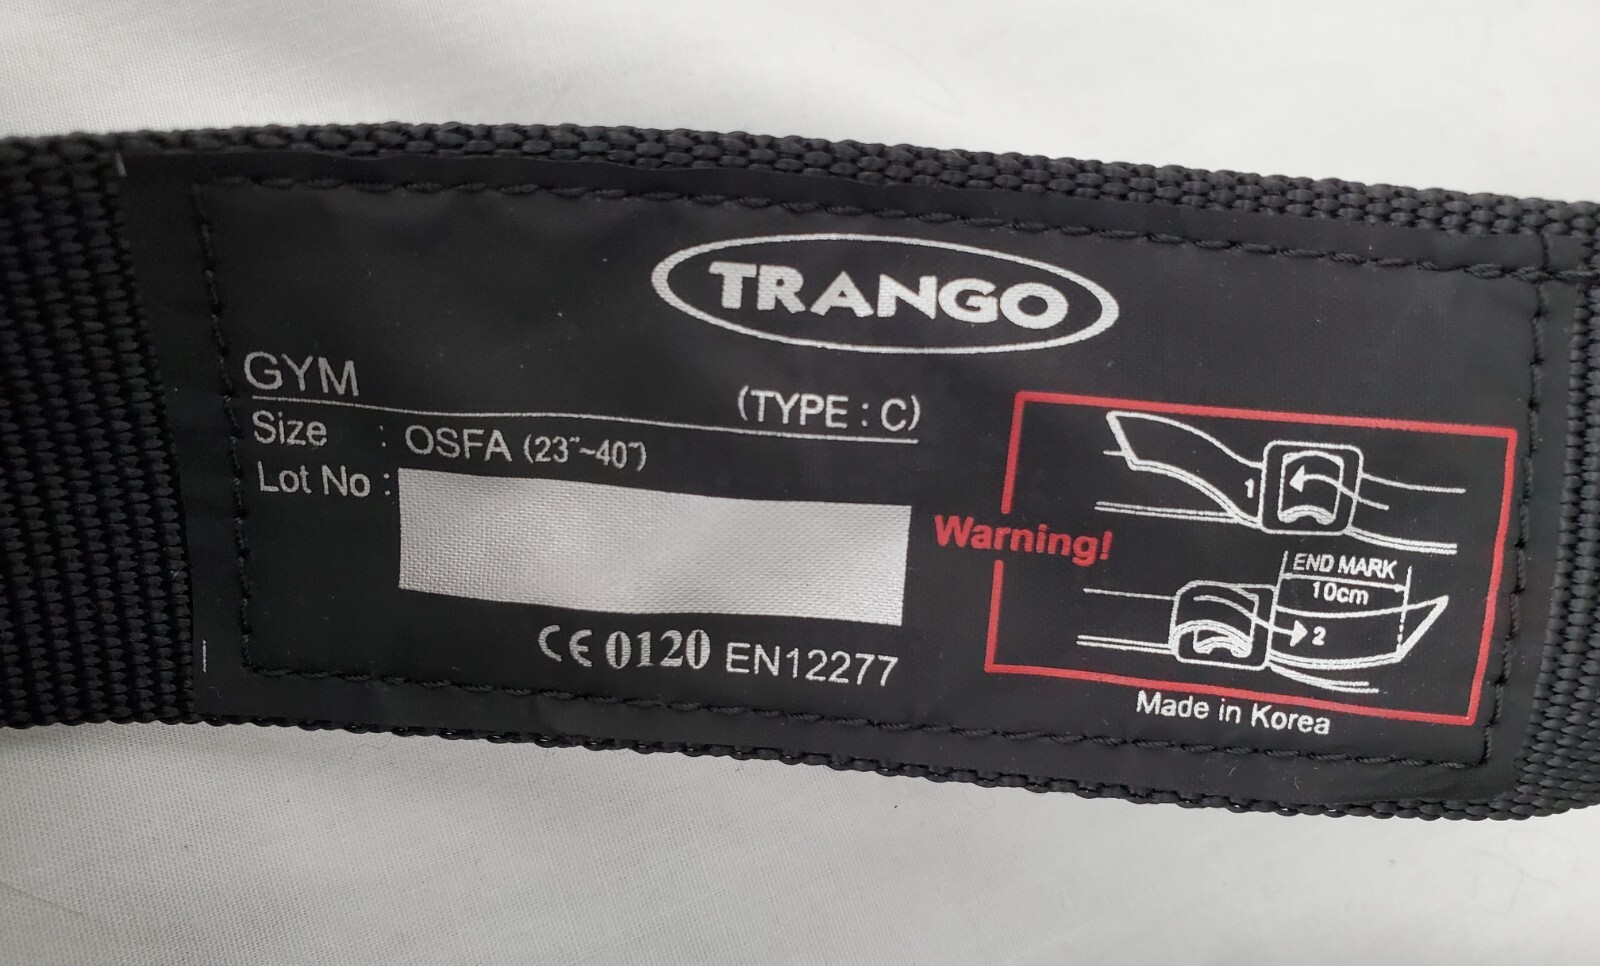 TRANGO
GYM
(TYPE : C)
Size : OSFA (23"~40")
Lot No :
CE 0120 EN12277
Warning!
1
END MARK
10cm
2
Made in Korea